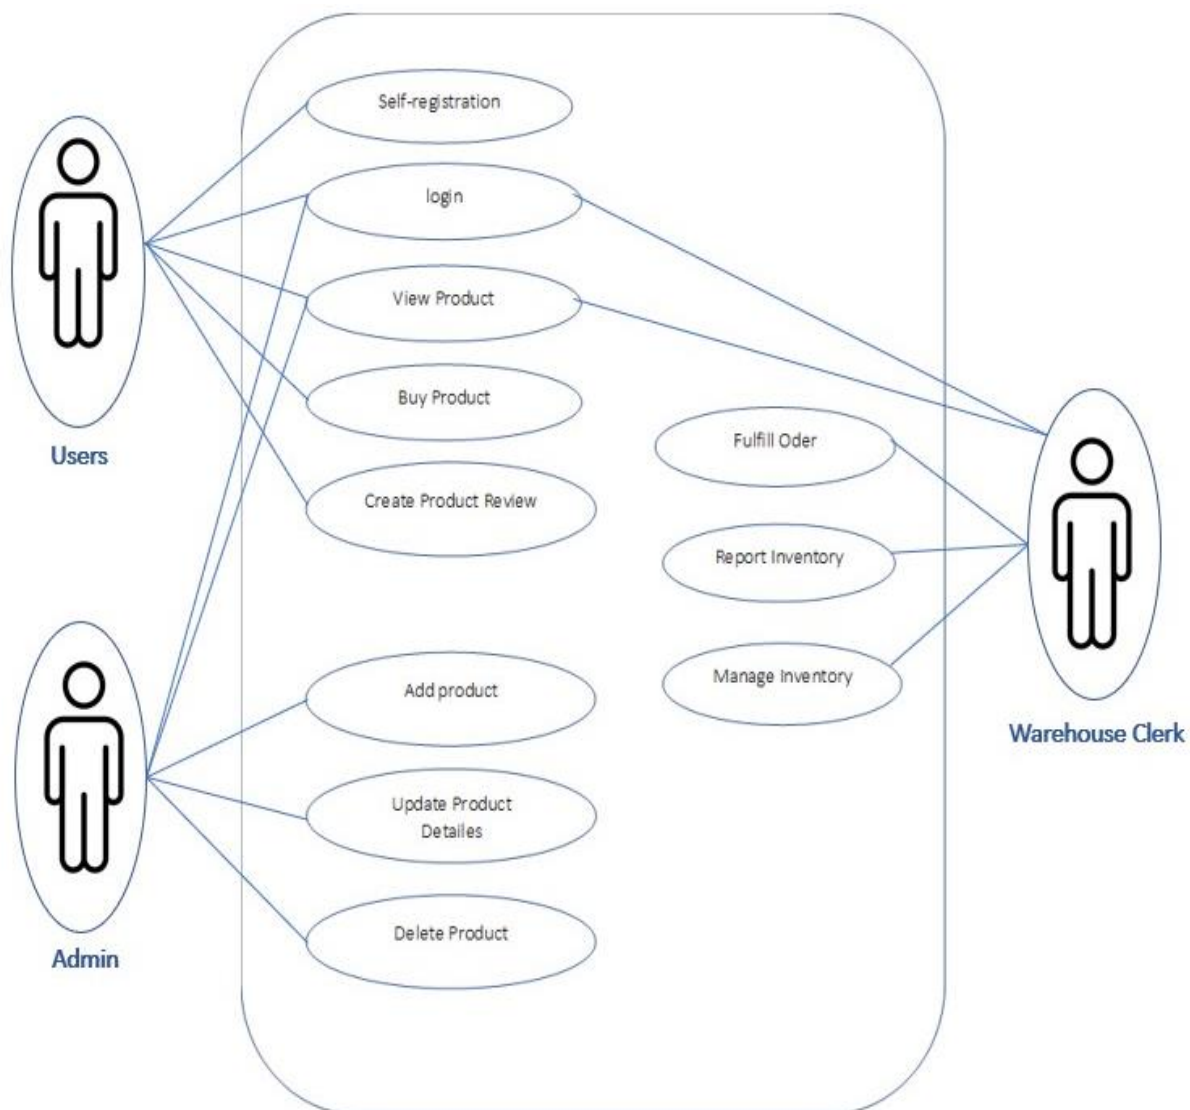 Self-registration
login
View Product
Buy Product
Create Product Review
Users
Fulfill Oder
Report Inventory
Manage Inventory
Warehouse Clerk
Add product
Update Product
Detailes
Delete Product
Admin